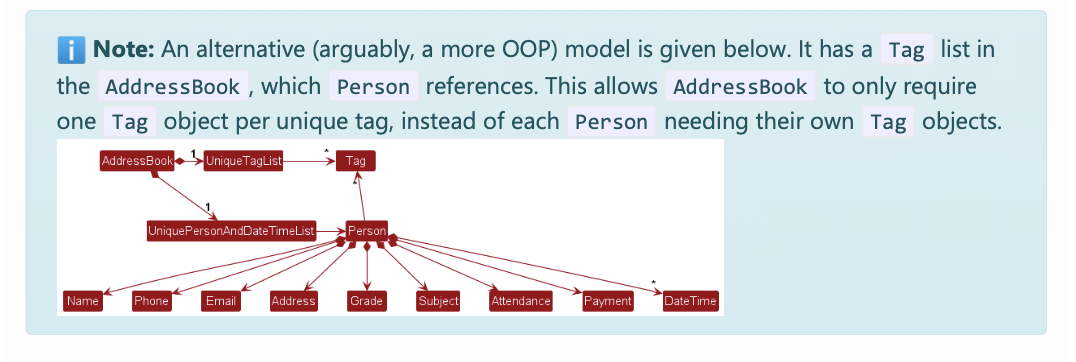 ℹ Note: An alternative (arguably, a more OOP) model is given below. It has a Tag list in
the AddressBook , which Person references. This allows AddressBook to only require
one Tag object per unique tag, instead of each Person needing their own Tag objects.
AddressBook 1 UniqueTagList * Tag
*
1
UniquePersonAndDateTimeList Person
*
Name Phone Email Address Grade Subject Attendance Payment DateTime